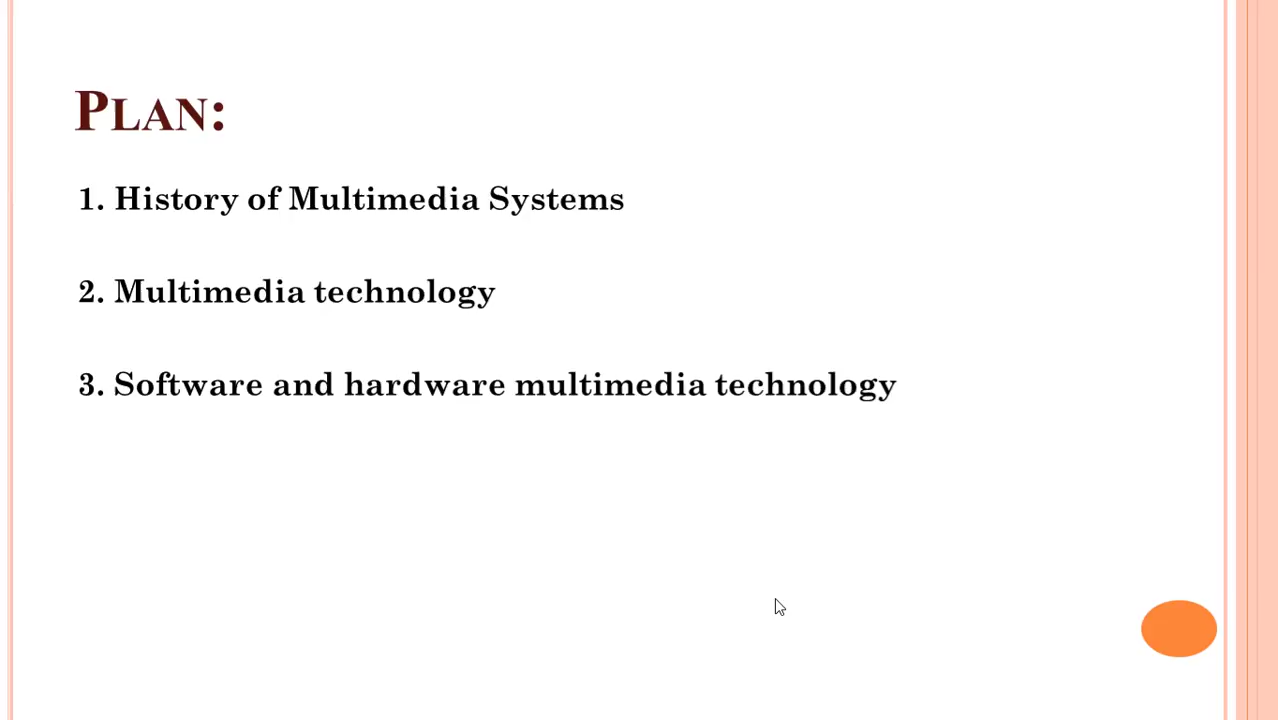 PLAN:
1. History of Multimedia Systems
2. Multimedia technology
3. Software and hardware multimedia technology